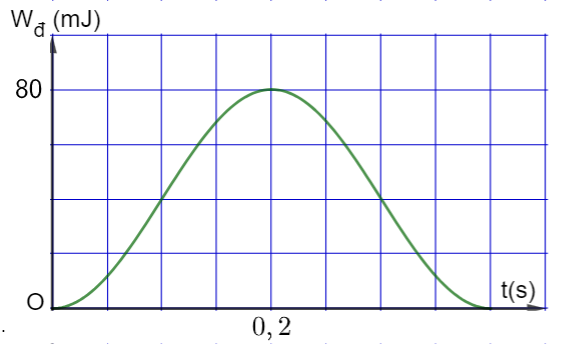 W_đ (mJ)
80
O
t(s)
0, 2
.